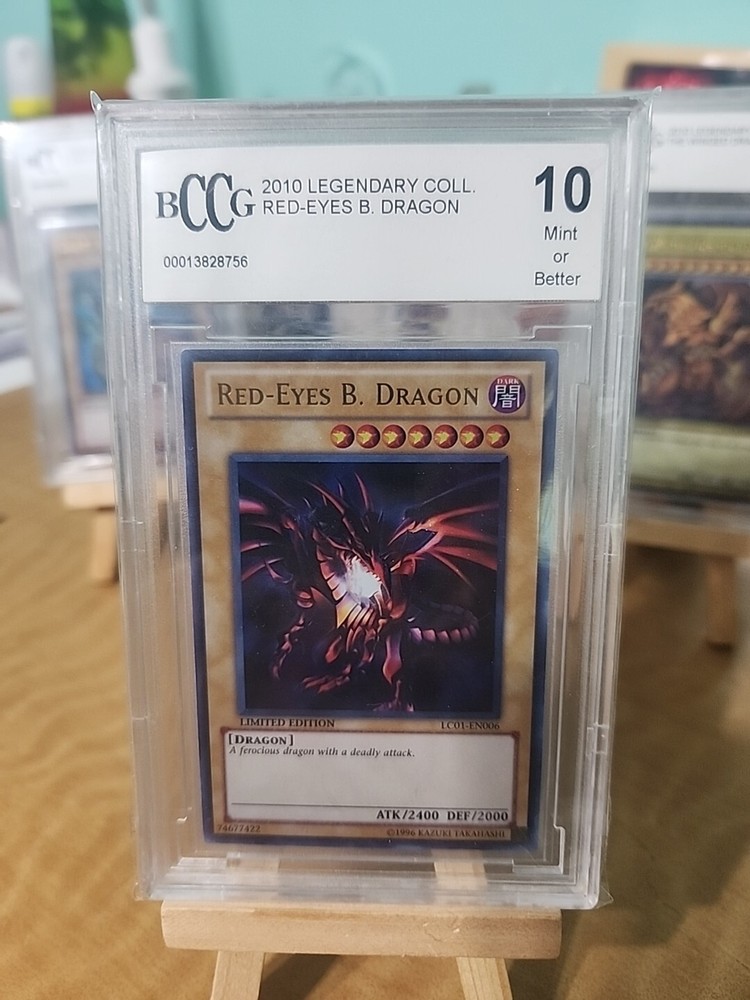 BCCG
2010 LEGENDARY COLL.
RED-EYES B. DRAGON
00013828756
10
Mint
or
Better
RED-EYES B. DRAGON
DARK
闇
LIMITED EDITION
LC01-EN006
[DRAGON]
A ferocious dragon with a deadly attack.
ATK/2400 DEF/2000
74677422
©1996 KAZUKI TAKAHASHI